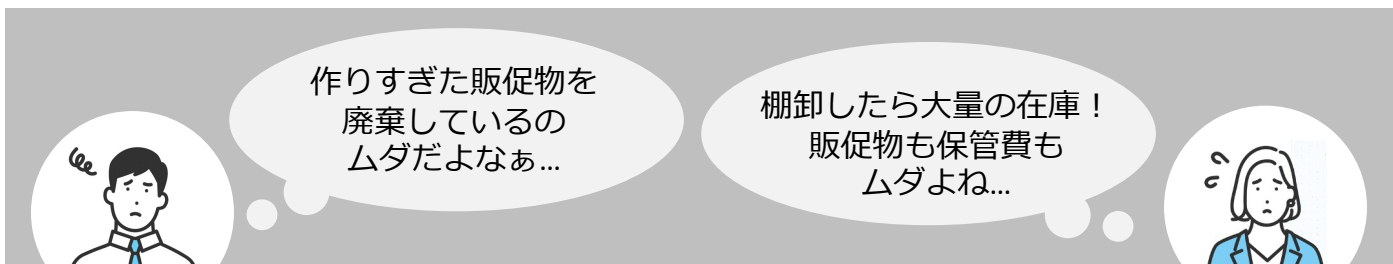 作りすぎた販促物を
廃棄しているの
ムダだよなぁ...
棚卸したら大量の在庫！
販促物も保管費も
ムダよね...